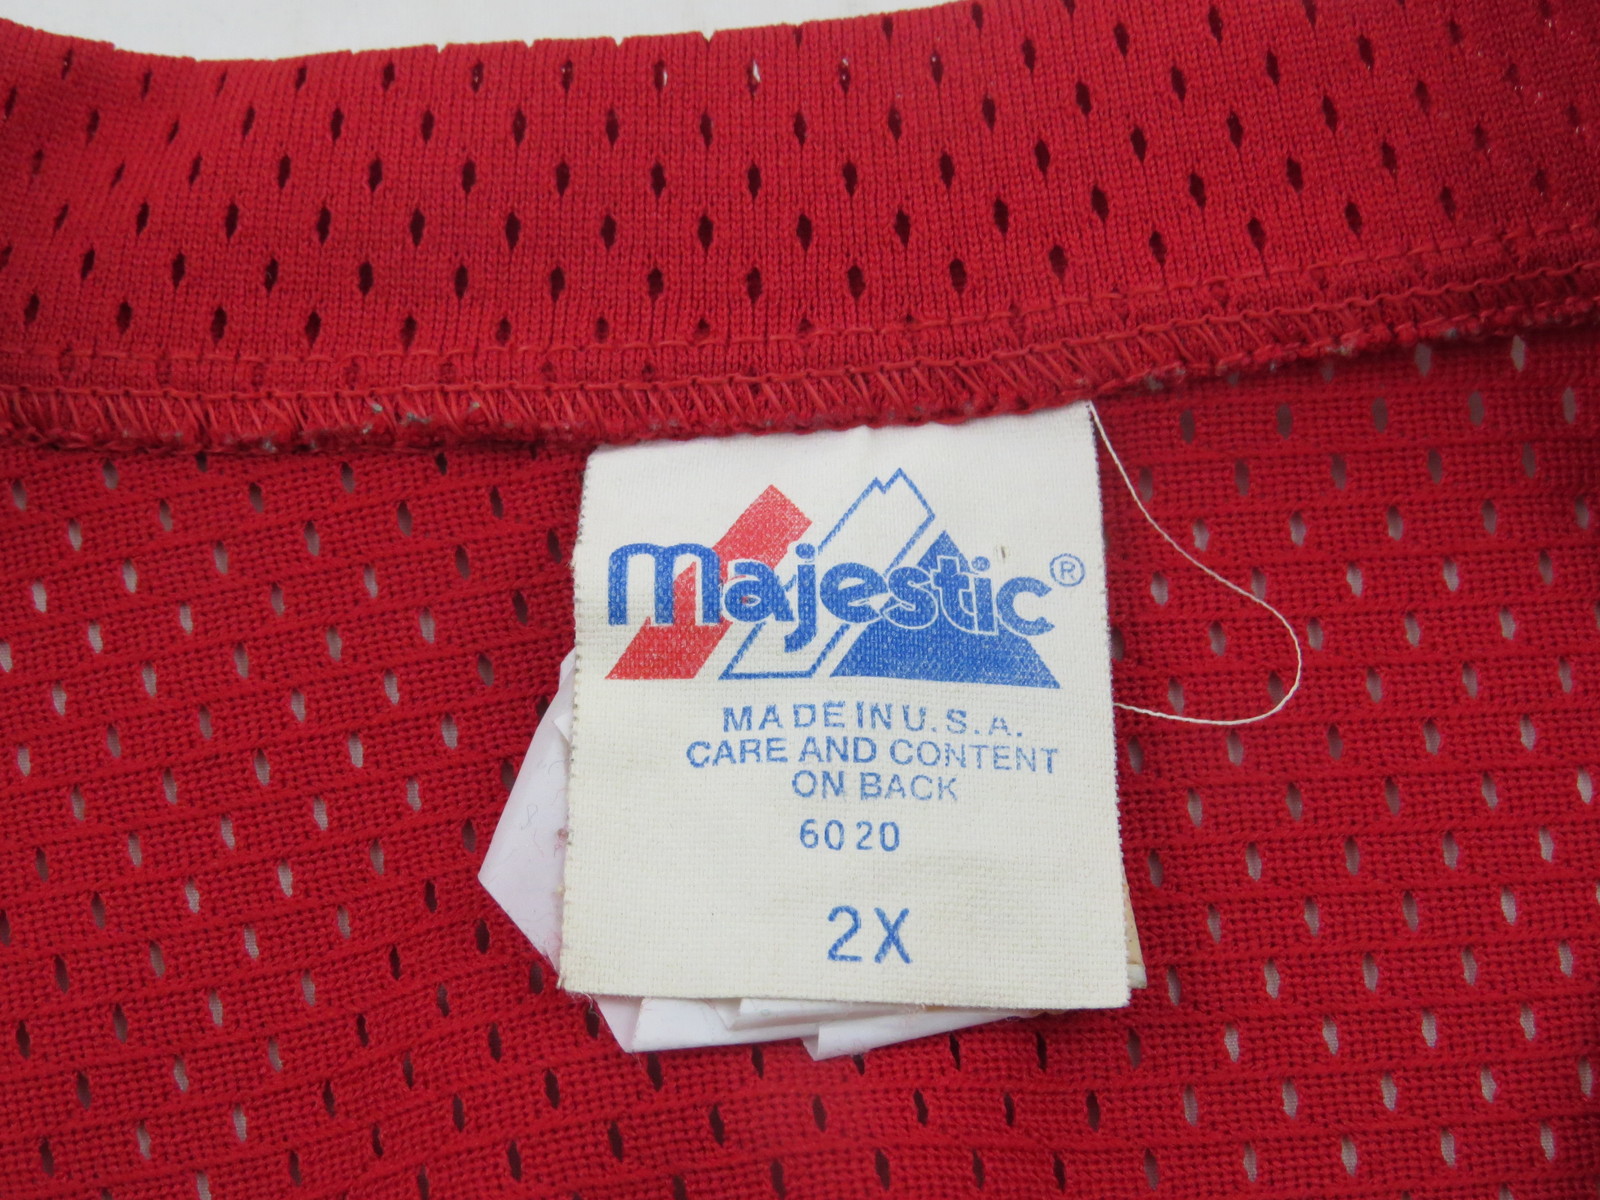 majestic®
MADE IN U.S.A.
CARE AND CONTENT
ON BACK
6020
2X